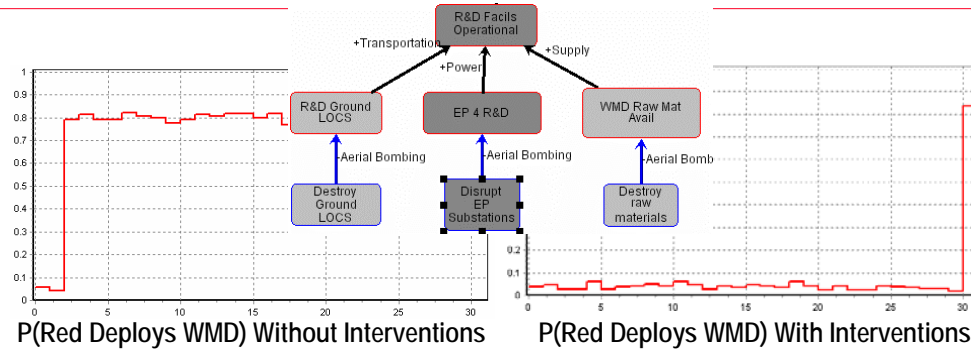 R&D Facils
Operational
+Transportation
+Power
+Supply
R&D Ground
LOCS
EP 4 R&D
WMD Raw Mat
Avail
-Aerial Bombing
-Aerial Bombing
-Aerial Bomb
Destroy
Ground
LOCS
Disrupt
EP
Substations
Destroy
raw
materials
1
0.9
0.8
0.7
0.6
0.5
0.4
0.3
0.2
0.1
0
0 5 10 15 20 25 30
0.2
0.1
0
0 5 10 15 20 25 30
P(Red Deploys WMD) Without Interventions
P(Red Deploys WMD) With Interventions